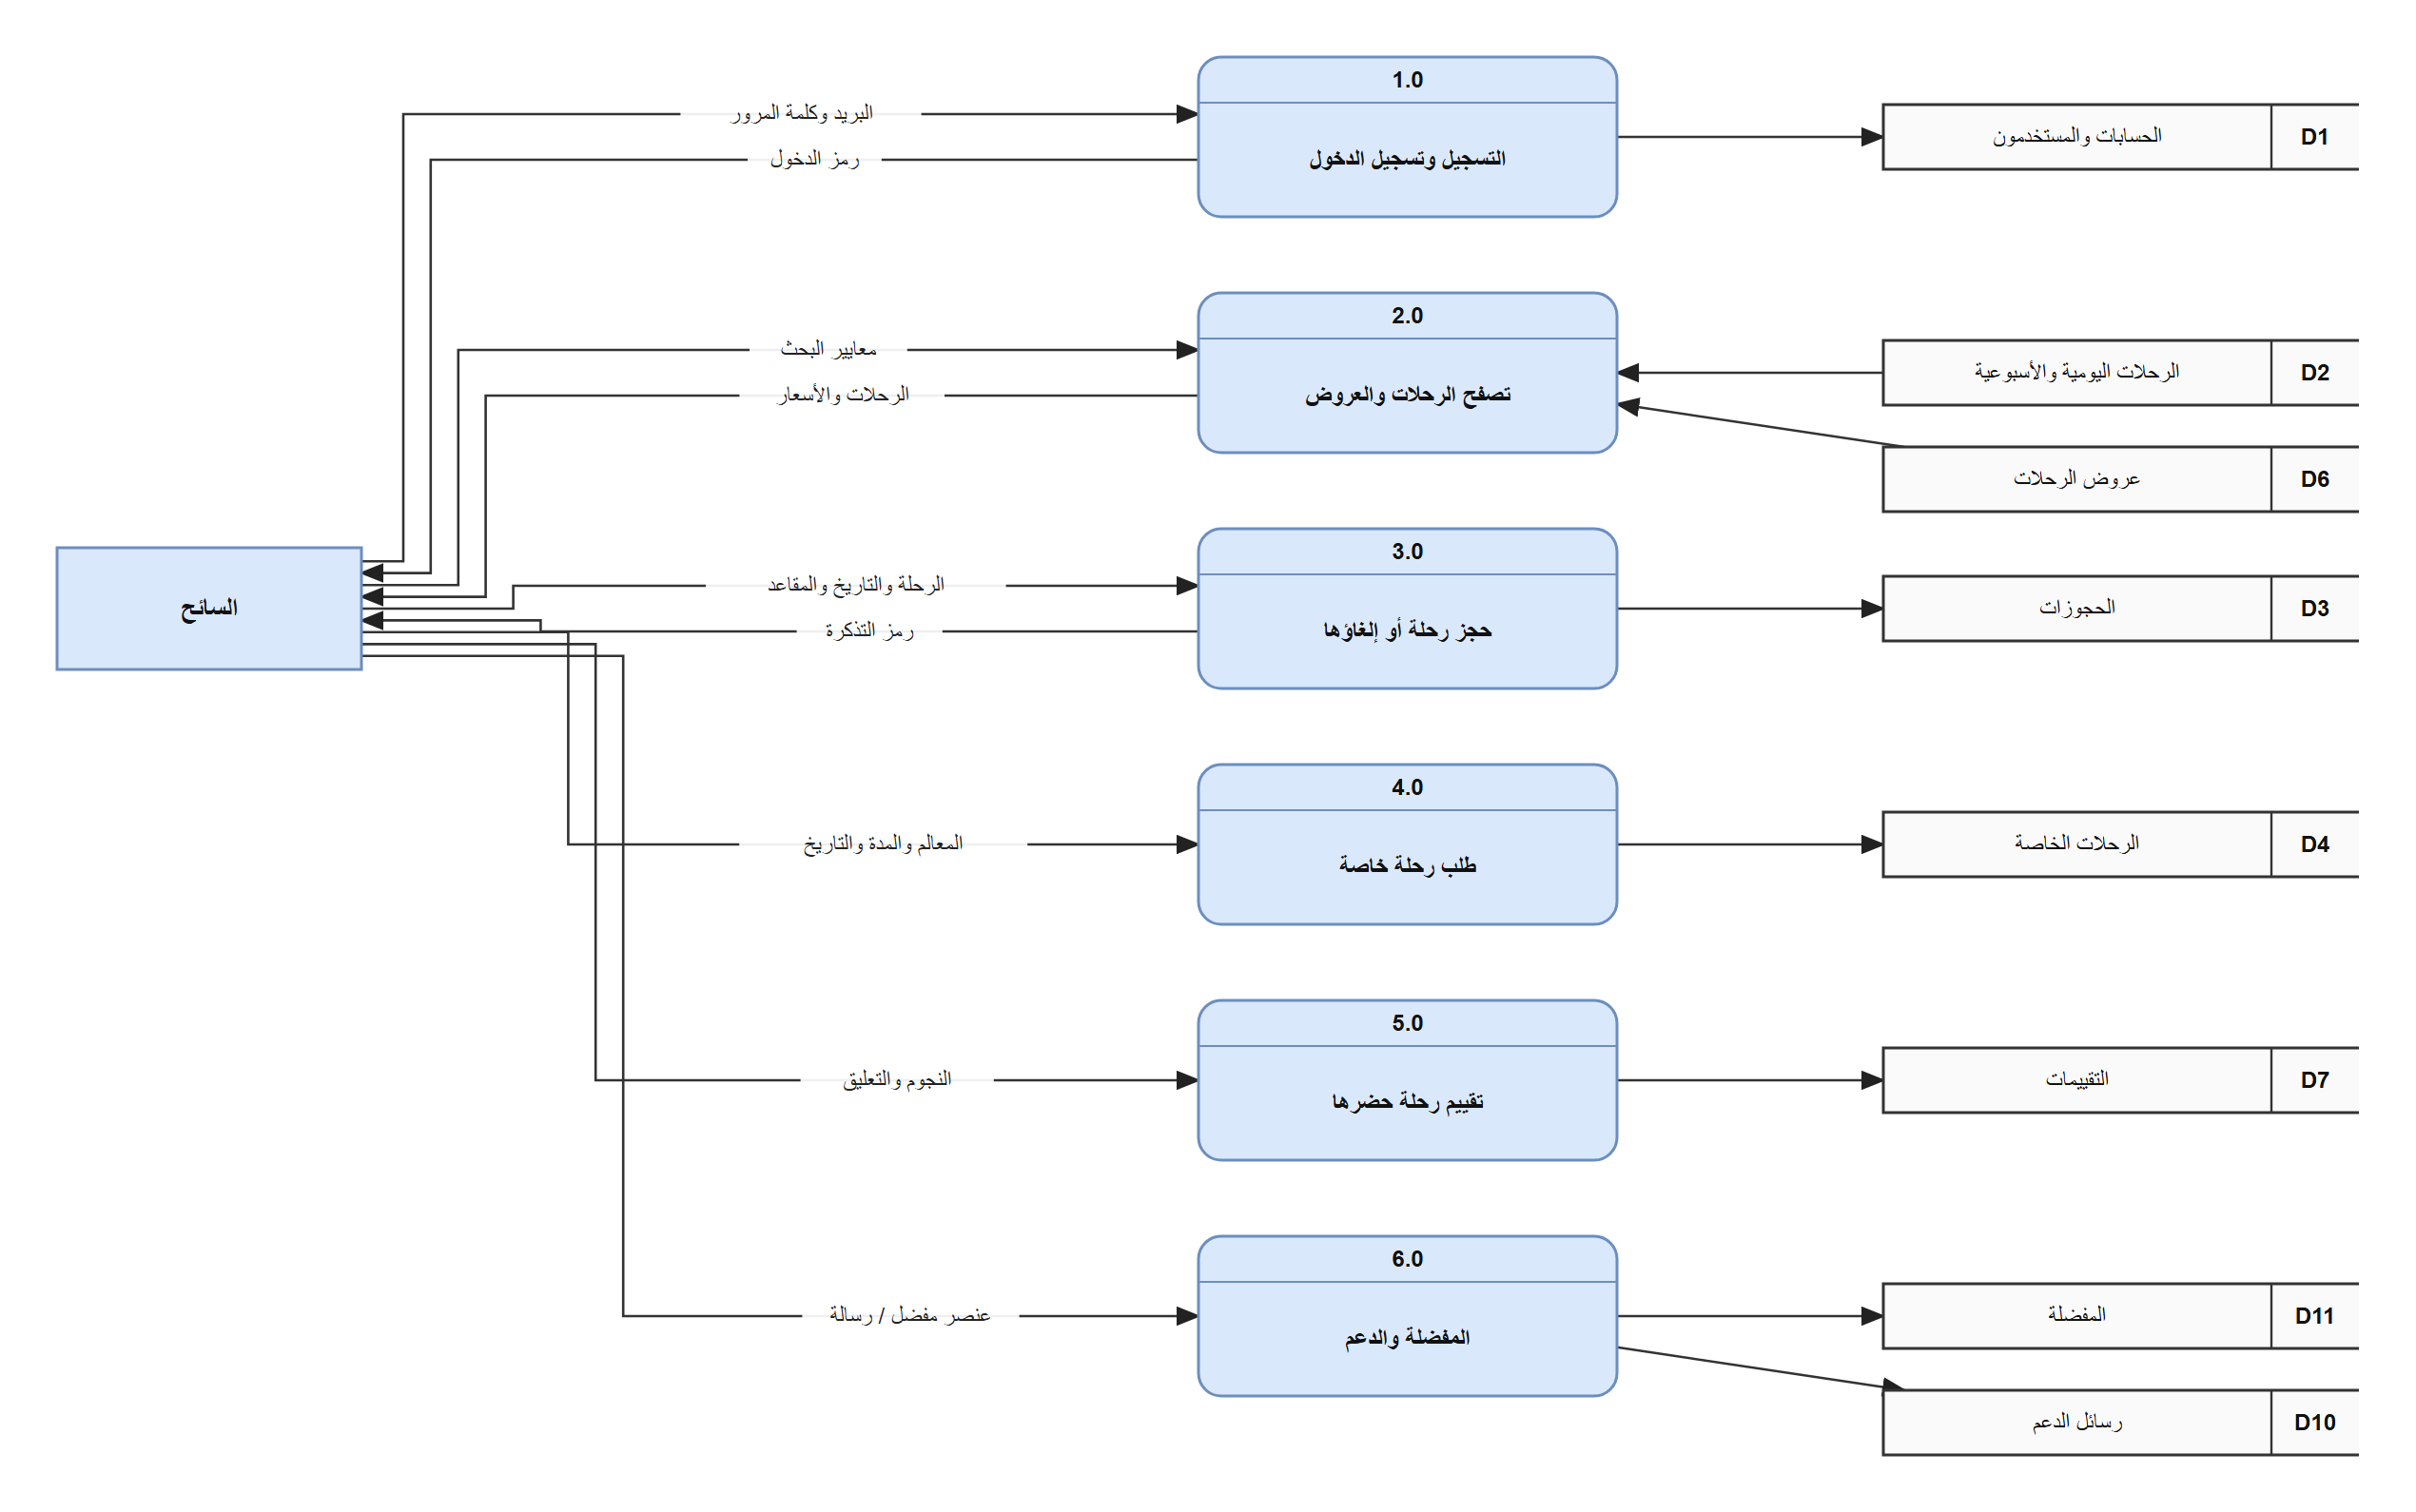 1.0
التسجيل وتسجيل الدخول
البريد وكلمة المرور
رمز الدخول
الحسابات والمستخدمون
D1
2.0
تصفح الرحلات والعروض
معايير البحث
الرحلات والأسعار
الرحلات اليومية والأسبوعية
D2
عروض الرحلات
D6
السائح
3.0
حجز رحلة أو إلغاؤها
الرحلة والتاريخ والمقاعد
رمز التذكرة
الحجوزات
D3
4.0
طلب رحلة خاصة
المعالم والمدة والتاريخ
الرحلات الخاصة
D4
5.0
تقييم رحلة حضرها
النجوم والتعليق
التقييمات
D7
6.0
المفضلة والدعم
عنصر مفضل / رسالة
المفضلة
D11
رسائل الدعم
D10